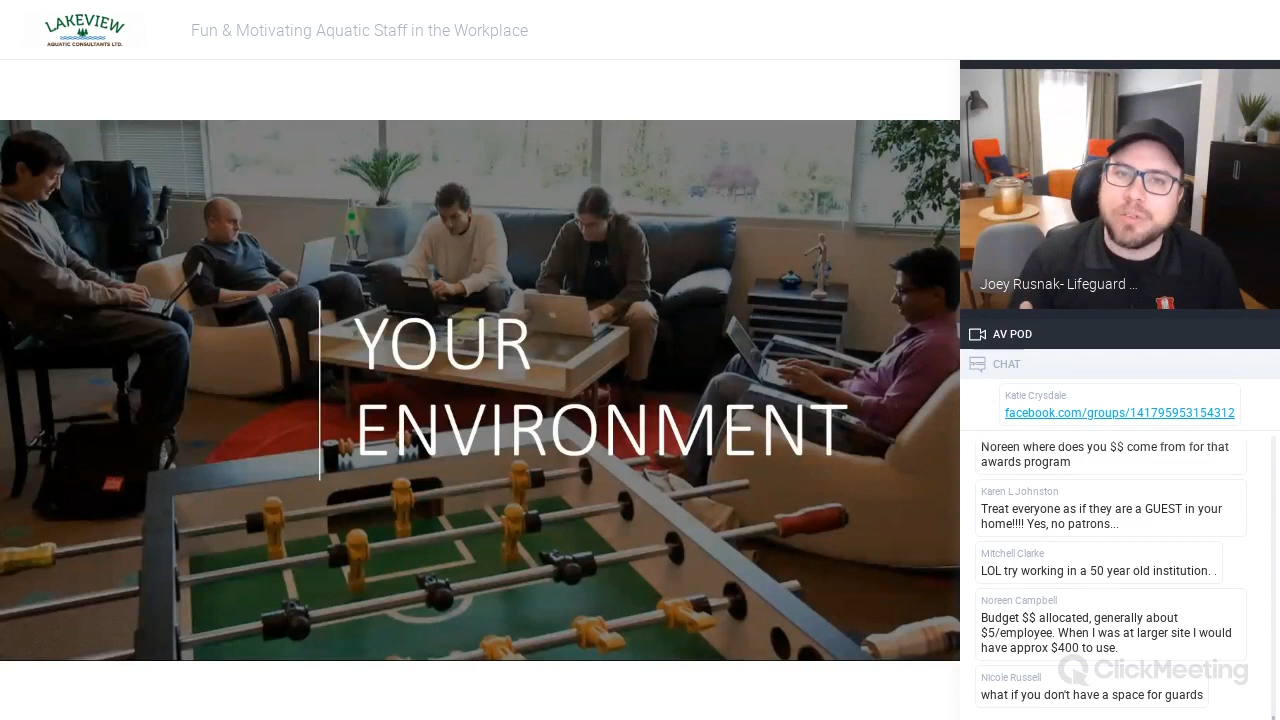 LAKEVIEW
AQUATIC CONSULTANTS LTD.
Fun & Motivating Aquatic Staff in the Workplace
YOUR
ENVIRONMENT
Joey Rusnak- Lifeguard ...
AV POD
CHAT
Katie Crysdale
facebook.com/groups/141795953154312
Noreen where does you $$ come from for that
awards program
Karen L Johnston
Treat everyone as if they are a GUEST in your
home!!!! Yes, no patrons...
Mitchell Clarke
LOL try working in a 50 year old institution. .
Noreen Campbell
Budget $$ allocated, generally about
$5/employee. When I was at larger site I would
have approx $400 to use.
ClickMeeting
Nicole Russell
what if you don't have a space for guards